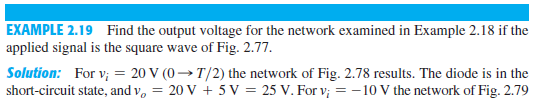 EXAMPLE 2.19 Find the output voltage for the network examined in Example 2.18 if the
applied signal is the square wave of Fig. 2.77.
Solution: For vᵢ = 20 V (0 → T/2) the network of Fig. 2.78 results. The diode is in the
short-circuit state, and vₒ = 20 V + 5 V = 25 V. For vᵢ = −10 V the network of Fig. 2.79